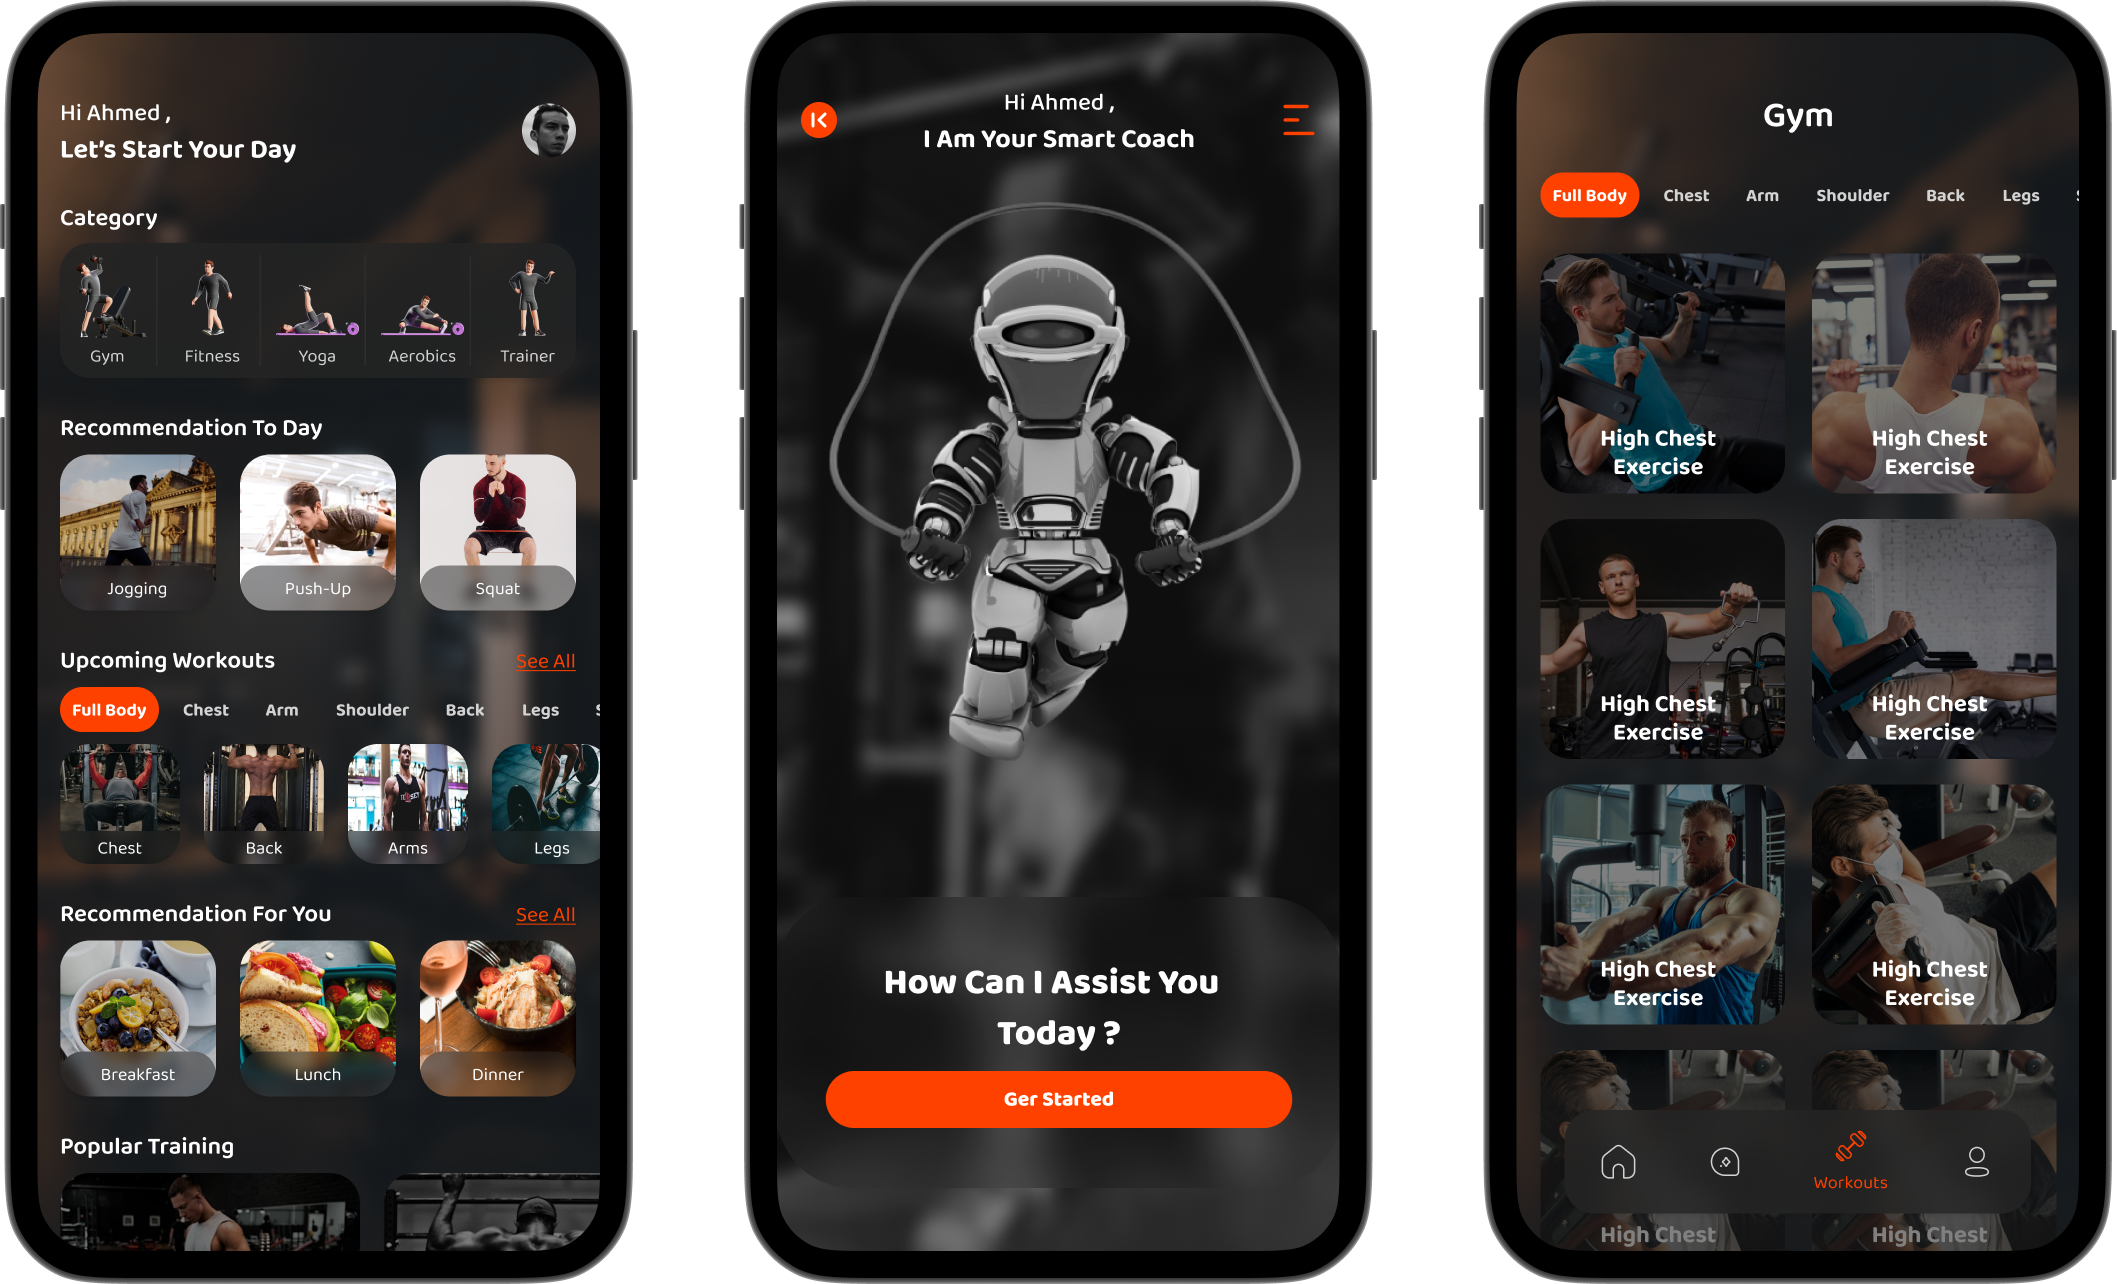 Hi Ahmed ,
Let's Start Your Day
Category
Gym
Fitness
Yoga
Aerobics
Trainer
Recommendation To Day
Jogging
Push-Up
Squat
Upcoming Workouts
See All
Full Body
Chest
Arm
Shoulder
Back
Legs
Chest
Back
Arms
Legs
Recommendation For You
See All
Breakfast
Lunch
Dinner
Popular Training
Hi Ahmed ,
I Am Your Smart Coach
How Can I Assist You
Today ?
Ger Started
Gym
Full Body
Chest
Arm
Shoulder
Back
Legs
High Chest
Exercise
High Chest
Exercise
High Chest
Exercise
High Chest
Exercise
High Chest
Exercise
High Chest
Exercise
High Chest
High Chest
Workouts